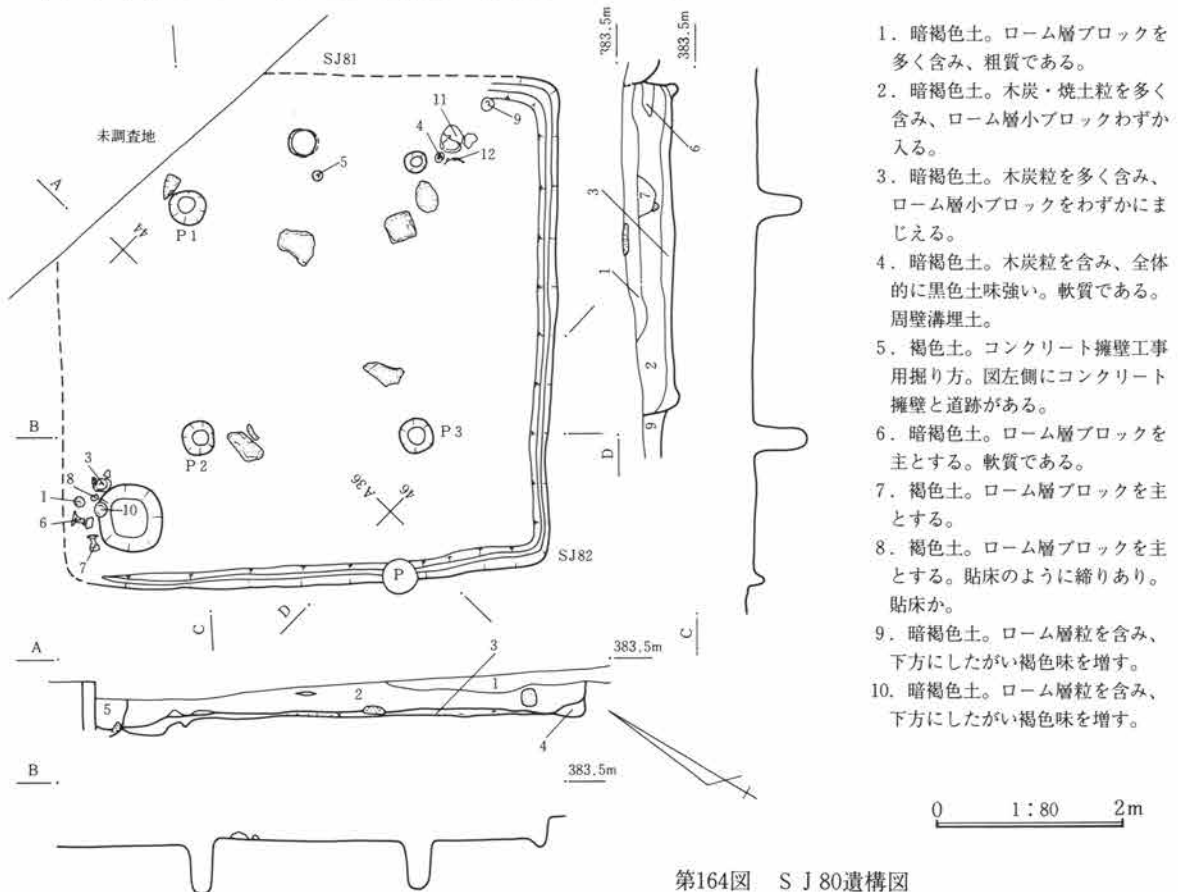 SJ81
383.5m
383.5m
未調査地
A
11
4
9
12
5
6
3
7
P1
44
1
2
B
P2
P3
D
9
3
8
1
10
6
7
A36
46
SJ82
P
C
D
C
A
3
383.5m
1
2
5
4
B
383.5m
1．暗褐色土。ローム層ブロックを
多く含み、粗質である。
2．暗褐色土。木炭・焼土粒を多く
含み、ローム層小ブロックわずか
入る。
3．暗褐色土。木炭粒を多く含み、
ローム層小ブロックをわずかにま
じえる。
4．暗褐色土。木炭粒を含み、全体
的に黒色土味強い。軟質である。
周壁溝埋土。
5．褐色土。コンクリート擁壁工事
用掘り方。図左側にコンクリート
擁壁と道跡がある。
6．暗褐色土。ローム層ブロックを
主とする。軟質である。
7．褐色土。ローム層ブロックを主
とする。
8．褐色土。ローム層ブロックを主
とする。貼床のように締りあり。
貼床か。
9．暗褐色土。ローム層粒を含み、
下方にしたがい褐色味を増す。
10．暗褐色土。ローム層粒を含み、
下方にしたがい褐色味を増す。
0 1：80 2m
第164図 SJ80遺構図